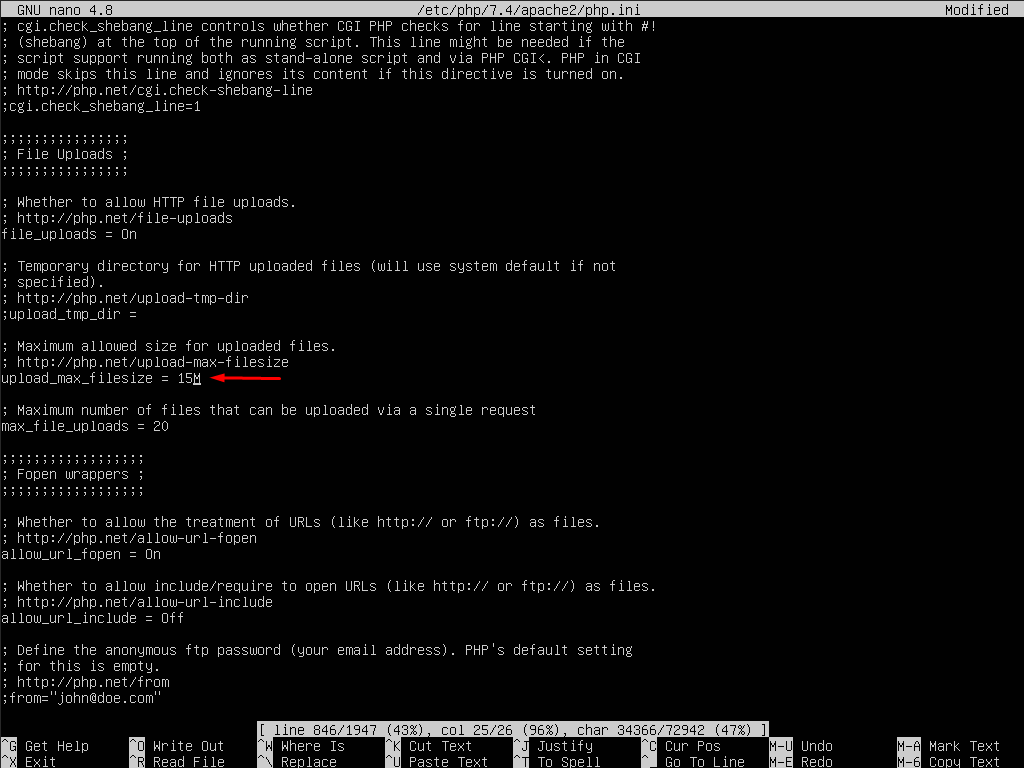 GNU nano 4.8 /etc/php/7.4/apache2/php.ini Modified
; cgi.check_shebang_line controls whether CGI PHP checks for line starting with #!
; (shebang) at the top of the running script. This line might be needed if the
; script support running both as stand-alone script and via PHP CGI<. PHP in CGI
; mode skips this line and ignores its content if this directive is turned on.
; http://php.net/cgi.check-shebang-line
;cgi.check_shebang_line=1
;;;;;;;;;;;;;;;;
; File Uploads ;
;;;;;;;;;;;;;;;;
; Whether to allow HTTP file uploads.
; http://php.net/file-uploads
file_uploads = On
; Temporary directory for HTTP uploaded files (will use system default if not
; specified).
; http://php.net/upload-tmp-dir
;upload_tmp_dir =
; Maximum allowed size for uploaded files.
; http://php.net/upload-max-filesize
upload_max_filesize = 15M
; Maximum number of files that can be uploaded via a single request
max_file_uploads = 20
;;;;;;;;;;;;;;;;;;
; Fopen wrappers ;
;;;;;;;;;;;;;;;;;;
; Whether to allow the treatment of URLs (like http:// or ftp://) as files.
; http://php.net/allow-url-fopen
allow_url_fopen = On
; Whether to allow include/require to open URLs (like http:// or ftp://) as files.
; http://php.net/allow-url-include
allow_url_include = Off
; Define the anonymous ftp password (your email address). PHP's default setting
; for this is empty.
; http://php.net/from
;from="john@doe.com"
[ line 846/1947 (43%), col 25/26 (96%), char 34366/72942 (47%) ]
^G Get Help ^O Write Out ^W Where Is ^K Cut Text ^J Justify ^C Cur Pos M-U Undo M-A Mark Text
^X Exit ^R Read File ^\ Replace ^U Paste Text ^T To Spell ^_ Go To Line M-E Redo M-6 Copy Text